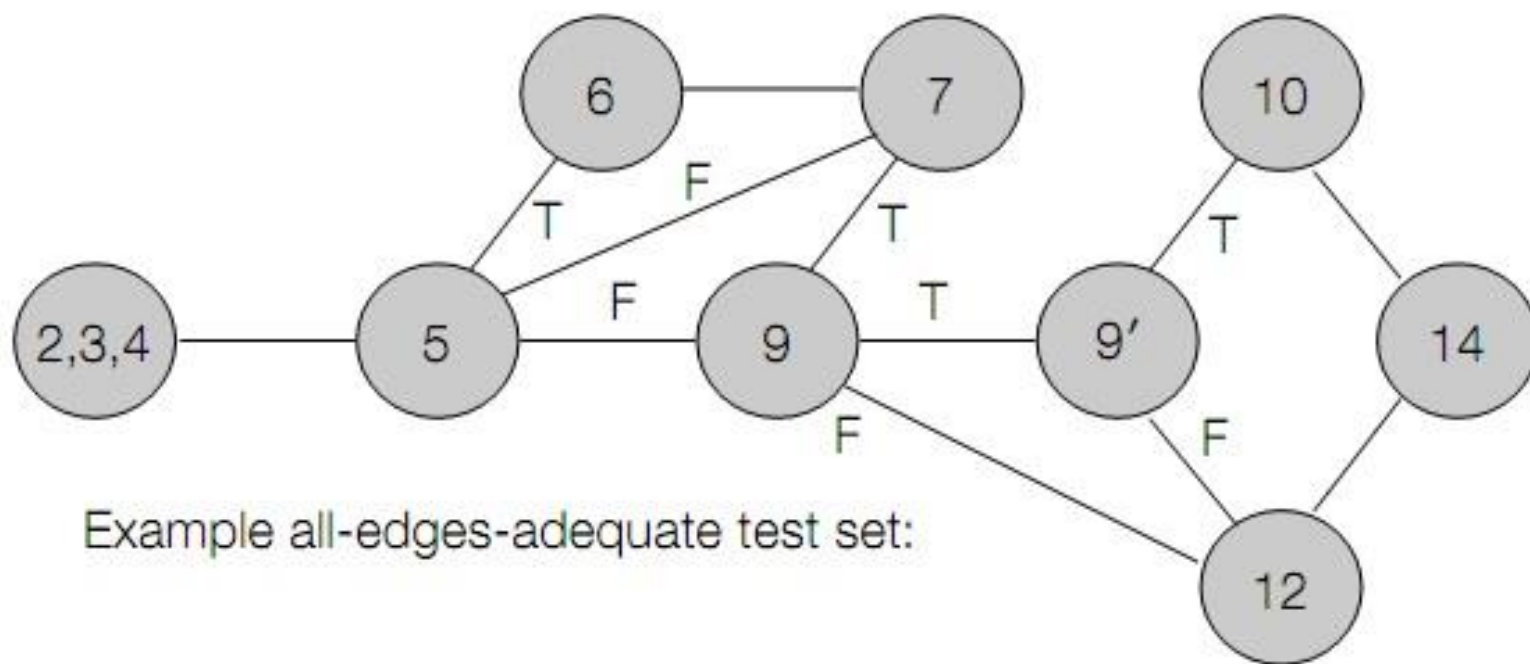 6
7
10
F
T
T
T
2,3,4
5
F
9
T
9′
14
F
F
Example all-edges-adequate test set:
12